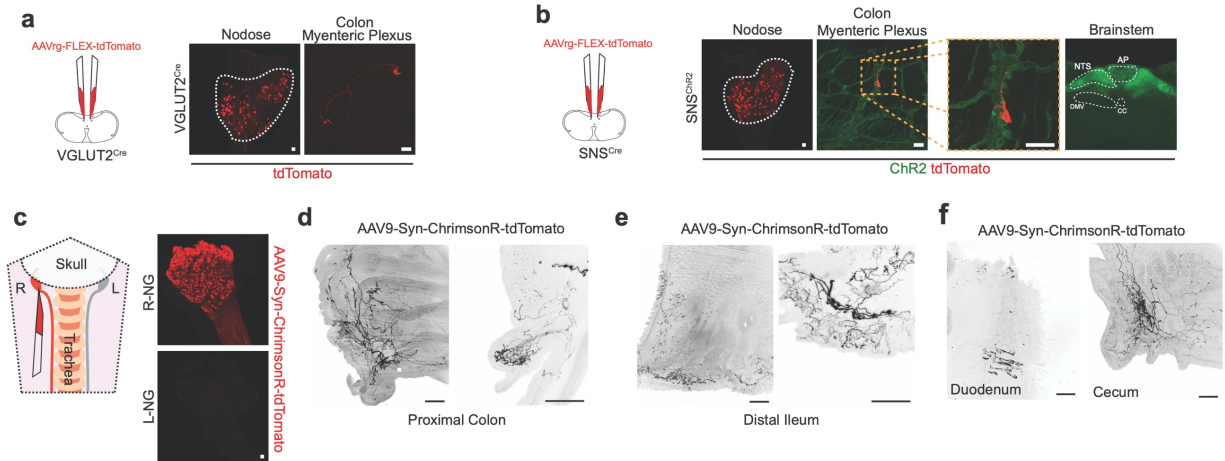 a
AAVrg-FLEX-tdTomato
VGLUT2Cre
VGLUT2Cre
Nodose
Colon
Myenteric Plexus
tdTomato
b
AAVrg-FLEX-tdTomato
SNSCre
SNSChR2
Nodose
Colon
Myenteric Plexus
Brainstem
NTS
AP
DMV
CC
ChR2 tdTomato
c
Skull
R
L
Trachea
R-NG
L-NG
AAV9-Syn-ChrimsonR-tdTomato
d
AAV9-Syn-ChrimsonR-tdTomato
Proximal Colon
e
AAV9-Syn-ChrimsonR-tdTomato
Distal Ileum
f
AAV9-Syn-ChrimsonR-tdTomato
Duodenum
Cecum